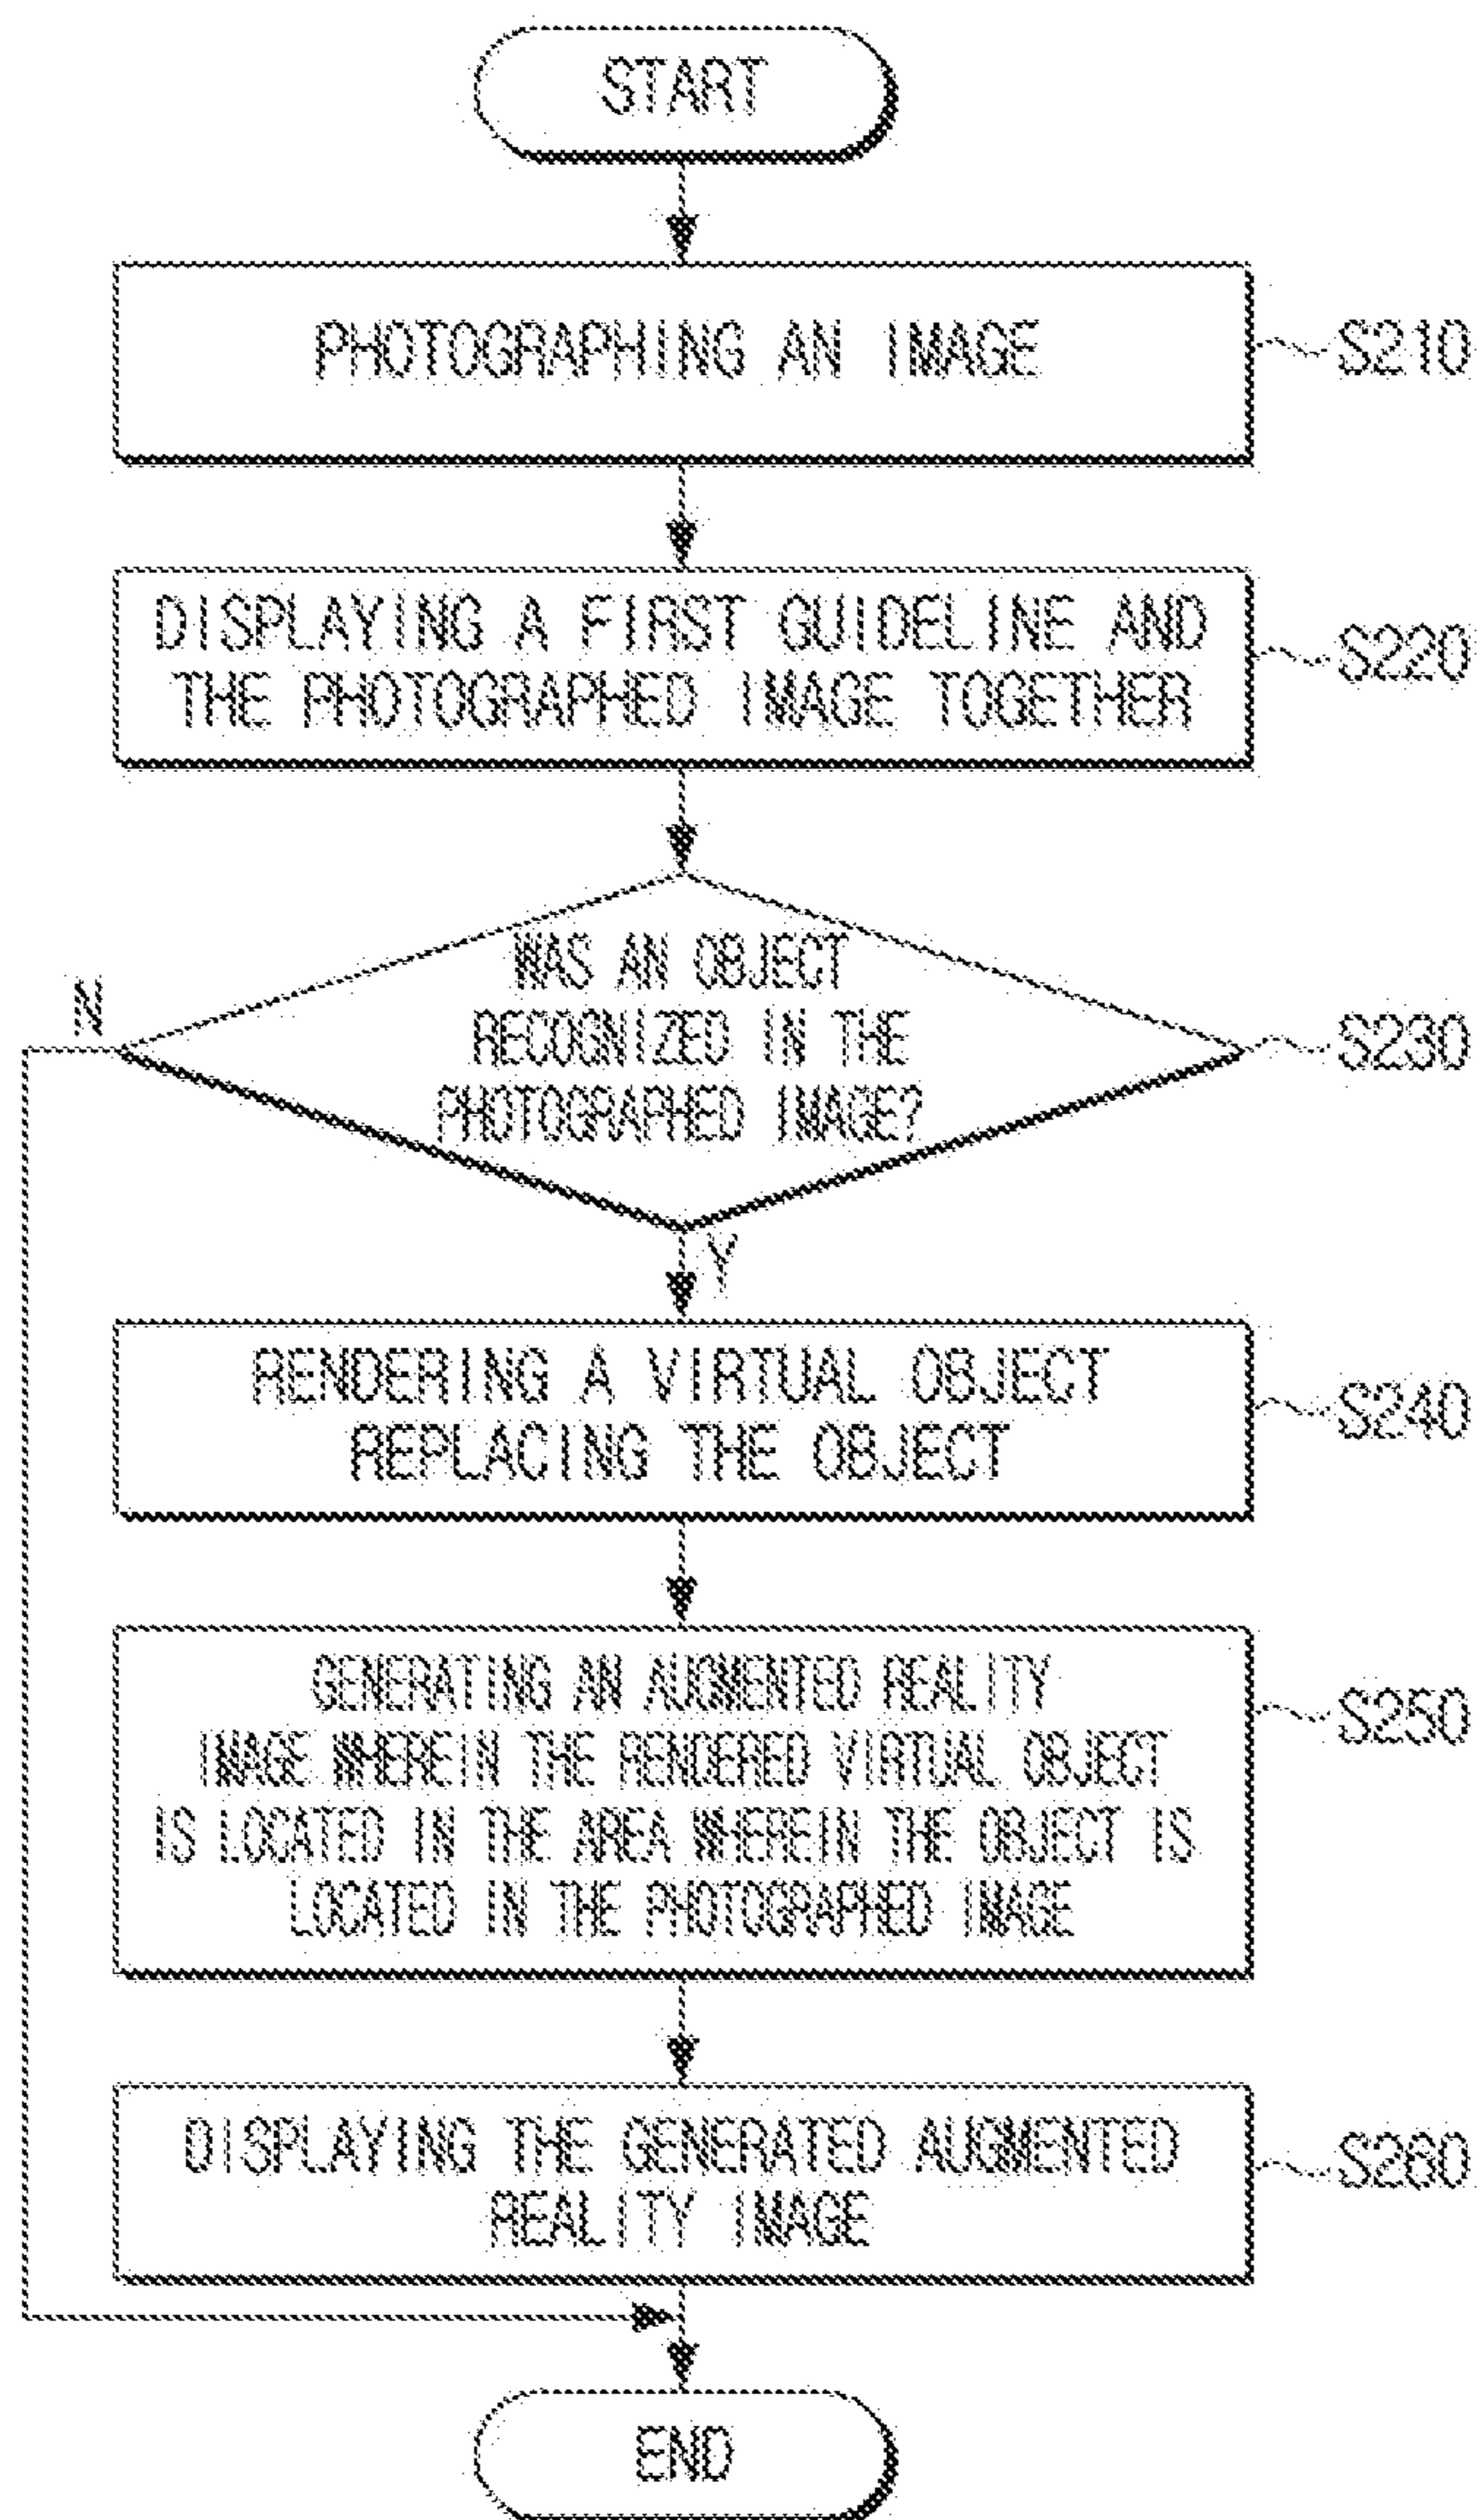 START
PHOTOGRAPHING AN IMAGE
S210
DISPLAYING A FIRST GUIDELINE AND
THE PHOTOGRAPHED IMAGE TOGETHER
S220
WAS AN OBJECT
RECOGNIZED IN THE
PHOTOGRAPHED IMAGE?
N
S230
Y
RENDERING A VIRTUAL OBJECT
REPLACING THE OBJECT
S240
GENERATING AN AUGMENTED REALITY
IMAGE WHEREIN THE RENDERED VIRTUAL OBJECT
IS LOCATED IN THE AREA WHEREIN THE OBJECT IS
LOCATED IN THE PHOTOGRAPHED IMAGE
S250
DISPLAYING THE GENERATED AUGMENTED
REALITY IMAGE
S260
END